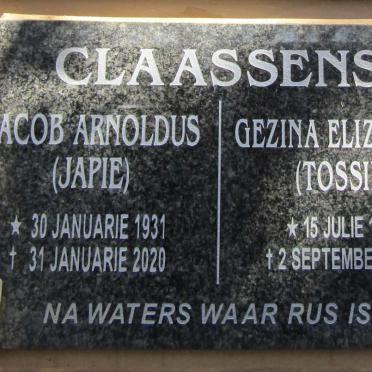 CLAASSENS
ACOB ARNOLDUS
(JAPIE)
★ 30 JANUARIE 1931
† 31 JANUARIE 2020
GEZINA ELIZ
(TOSSI
★ 15 JULIE 1
† 2 SEPTEMBE
NA WATERS WAAR RUS IS